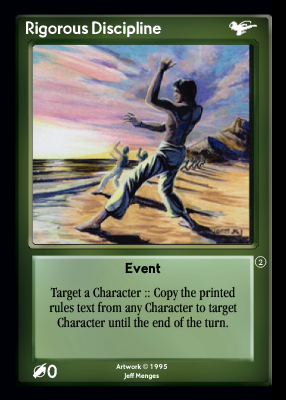 Rigorous Discipline
2
Event
Target a Character :: Copy the printed
rules text from any Character to target
Character until the end of the turn.
0
Artwork © 1995
Jeff Menges